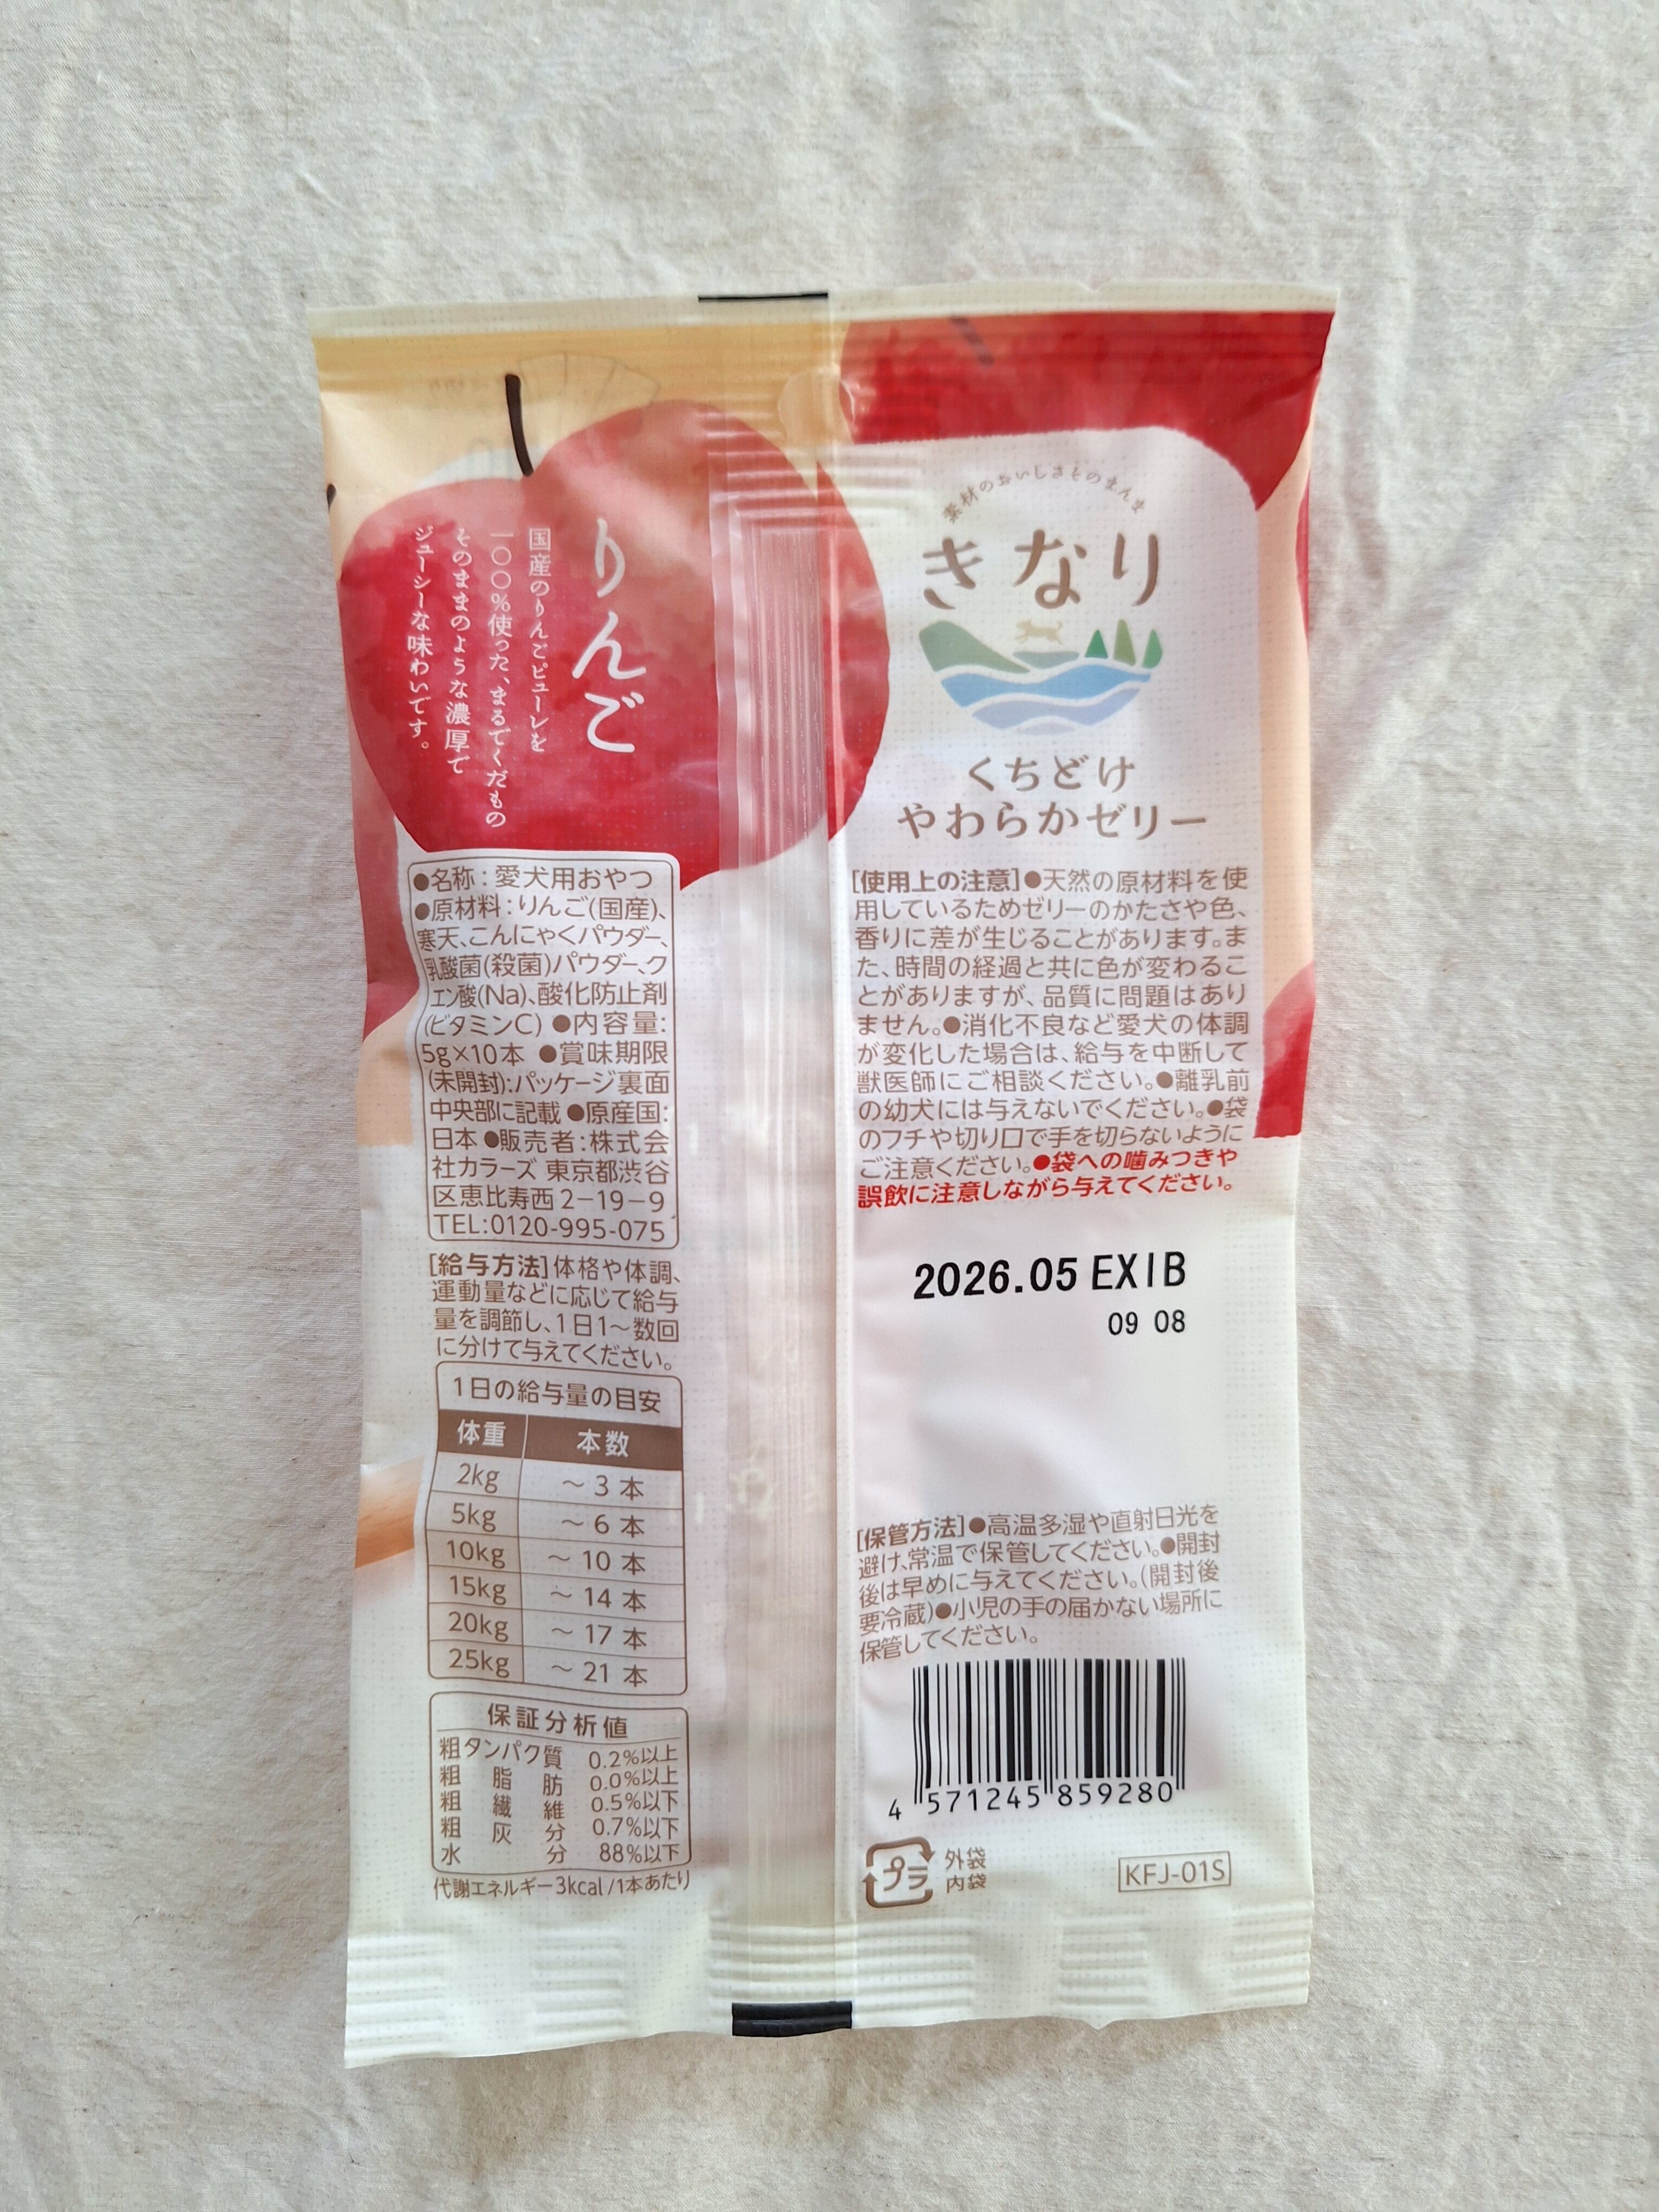 りんご
国産のりんごピューレを
一〇〇%使った、まるでくだもの
そのままのような濃厚で
ジューシーな味わいです。
●名称：愛犬用おやつ
●原材料：りんご(国産)、
寒天、こんにゃくパウダー、
乳酸菌(殺菌)パウダー、ク
エン酸(Na)、酸化防止剤
(ビタミンC) ●内容量:
5g×10本 ●賞味期限
(未開封):パッケージ裏面
中央部に記載 ●原産国:
日本 ●販売者:株式会
社カラーズ 東京都渋谷
区恵比寿西2-19-9
TEL:0120-995-075
[給与方法]体格や体調、
運動量などに応じて給与
量を調節し、1日1～数回
に分けて与えてください。
1日の給与量の目安
体重 本数
2kg ～ 3 本
5kg ～ 6 本
10kg ～ 10 本
15kg ～ 14 本
20kg ～ 17 本
25kg ～ 21 本
保証分析値
粗タンパク質 0.2%以上
粗脂肪 0.0%以上
粗繊維 0.5%以下
粗灰分 0.7%以下
水分 88%以下
代謝エネルギー3kcal/1本あたり
素材のおいしさそのまんま
きなり
くちどけ
やわらかゼリー
[使用上の注意]●天然の原材料を使
用しているためゼリーのかたさや色、
香りに差が生じることがあります。ま
た、時間の経過と共に色が変わるこ
とがありますが、品質に問題はあり
ません。●消化不良など愛犬の体調
が変化した場合は、給与を中断して
獣医師にご相談ください。●離乳前
の幼犬には与えないでください。●袋
のフチや切り口で手を切らないように
ご注意ください。●袋への噛みつきや
誤飲に注意しながら与えてください。
2026.05 EXIB
09 08
[保管方法]●高温多湿や直射日光を
避け、常温で保管してください。●開封
後は早めに与えてください。(開封後
要冷蔵)●小児の手の届かない場所に
保管してください。
4 571245 859280
プラ
外袋
内袋
KFJ-01S